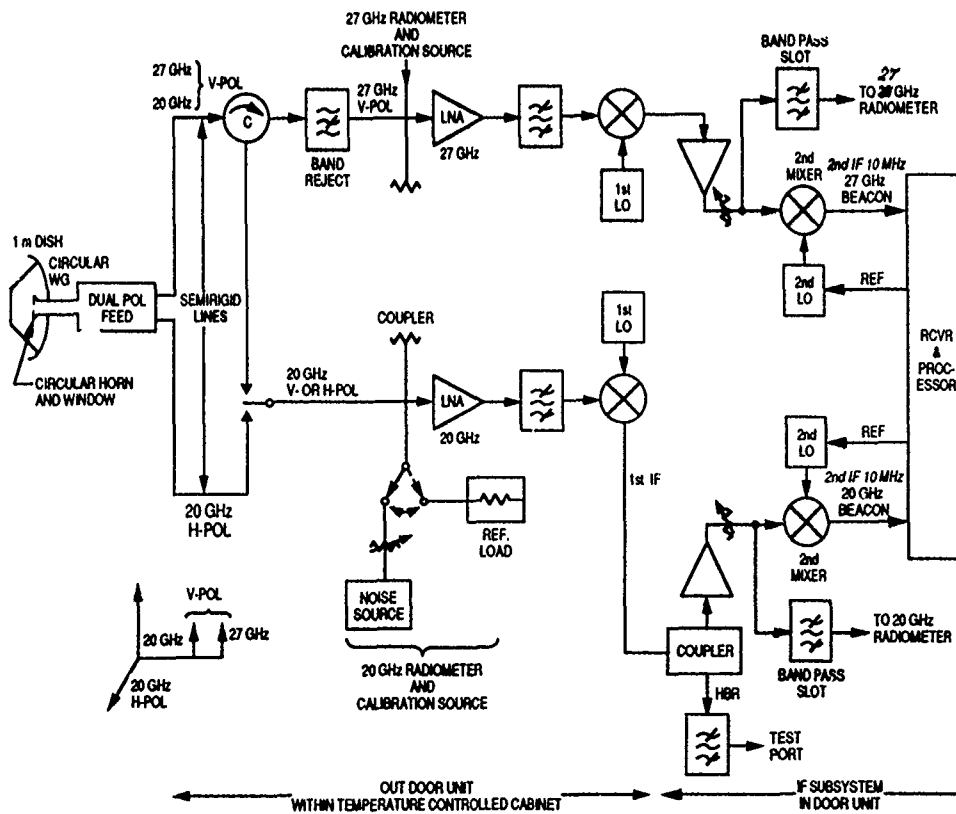 27 GHz RADIOMETER
AND
CALIBRATION SOURCE
BAND PASS
SLOT
27
TO GHz
RADIOMETER
27 GHz
20 GHz
V-POL
C
BAND
REJECT
27 GHz
V-POL
LNA
27 GHz
1st
LO
2nd
MIXER
2nd IF 10 MHz
27 GHz
BEACON
2nd
LO
REF
1 m DISH
CIRCULAR
WG
DUAL POL
FEED
SEMIRIGID
LINES
CIRCULAR HORN
AND WINDOW
COUPLER
1st
LO
RCVR
&
PROC-
ESSOR
20 GHz
V- OR H-POL
LNA
20 GHz
2nd
LO
REF
1st IF
2nd IF 10 MHz
20 GHz
BEACON
2nd
MIXER
20 GHz
H-POL
REF.
LOAD
NOISE
SOURCE
V-POL
20 GHz
27 GHz
20 GHz
H-POL
20 GHz RADIOMETER
AND
CALIBRATION SOURCE
COUPLER
HBR
TO 20 GHz
RADIOMETER
BAND PASS
SLOT
TEST
PORT
OUT DOOR UNIT
WITHIN TEMPERATURE CONTROLLED CABINET
IF SUBSYSTEM
IN DOOR UNIT